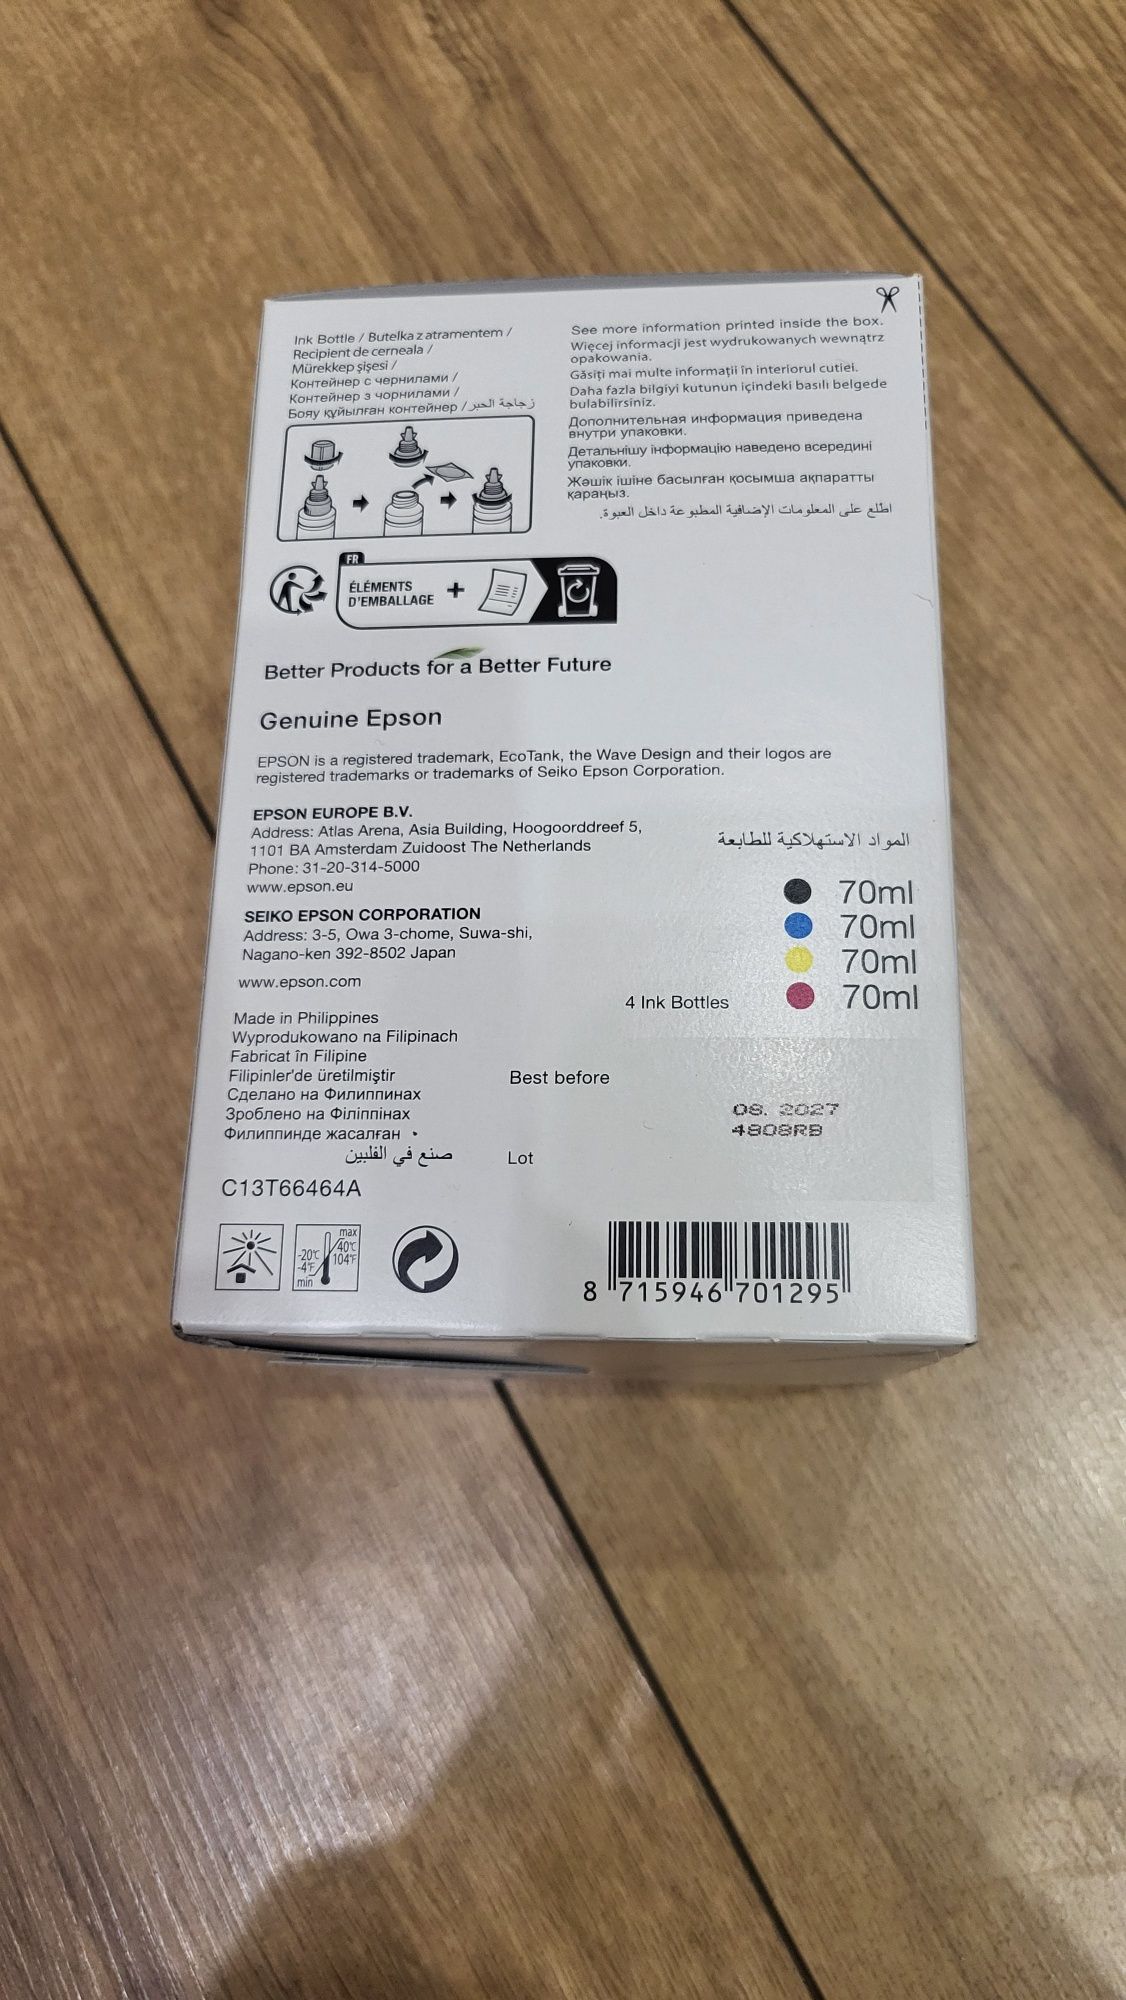 Ink Bottle / Butelka z atramentem /
Recipient de cerneala /
Mürekkep şişesi /
Контейнер с чернилами /
Контейнер з чорнилами /
Бояу құйылған контейнер / زجاجة الحبر
See more information printed inside the box.
Więcej informacji jest wydrukowanych wewnątrz
opakowania.
Găsiți mai multe informații în interiorul cutiei.
Daha fazla bilgiyi kutunun içindeki basılı belgede
bulabilirsiniz.
Дополнительная информация приведена
внутри упаковки.
Детальнішу інформацію наведено всередині
упаковки.
Жәшік ішіне басылған қосымша ақпаратты
қараңыз.
اطلع على المعلومات الإضافية المطبوعة داخل العبوة.
FR
ÉLÉMENTS
D'EMBALLAGE
+
Better Products for a Better Future
Genuine Epson
EPSON is a registered trademark, EcoTank, the Wave Design and their logos are
registered trademarks or trademarks of Seiko Epson Corporation.
EPSON EUROPE B.V.
Address: Atlas Arena, Asia Building, Hoogoorddreef 5,
1101 BA Amsterdam Zuidoost The Netherlands
Phone: 31-20-314-5000
www.epson.eu
SEIKO EPSON CORPORATION
Address: 3-5, Owa 3-chome, Suwa-shi,
Nagano-ken 392-8502 Japan
www.epson.com
المواد الاستهلاكية للطابعة
70ml
70ml
70ml
4 Ink Bottles 70ml
Made in Philippines
Wyprodukowano na Filipinach
Fabricat în Filipine
Filipinler'de üretilmiştir
Сделано на Филиппинах
Зроблено на Філіппінах
Филиппинде жасалған
صنع في الفلبين
Best before
08. 2027
4808RB
Lot
C13T66464A
max
40°C
104°F
-20°C
-4°F
min
8 715946 701295